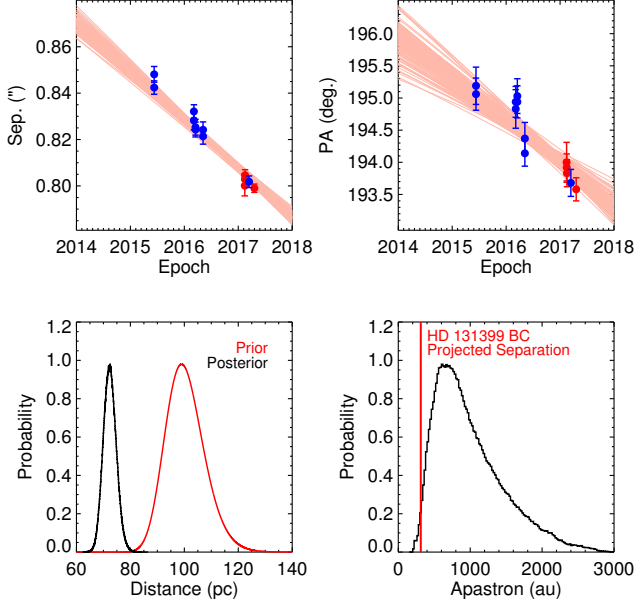 0.86
0.84
0.82
0.80
Sep. (")
2014 2015 2016 2017 2018
Epoch
196.0
195.5
195.0
194.5
194.0
193.5
PA (deg.)
2014 2015 2016 2017 2018
Epoch
1.2
1.0
0.8
0.6
0.4
0.2
0.0
Probability
Prior
Posterior
60 80 100 120 140
Distance (pc)
1.2
1.0
0.8
0.6
0.4
0.2
0.0
Probability
HD 131399 BC
Projected Separation
0 1000 2000 3000
Apastron (au)